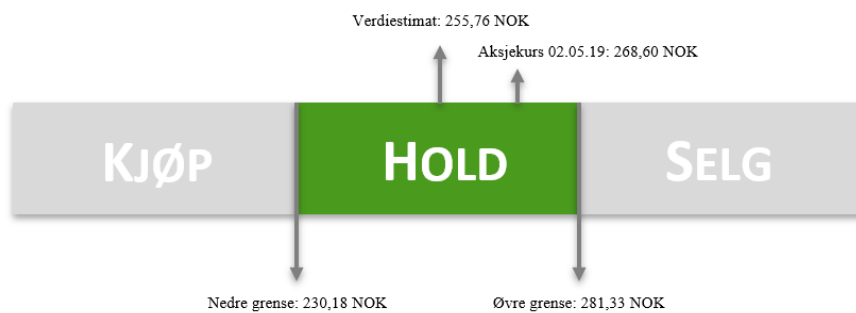 Verdiestimat: 255,76 NOK
Aksjekurs 02.05.19: 268,60 NOK
KJØP
HOLD
SELG
Nedre grense: 230,18 NOK
Øvre grense: 281,33 NOK